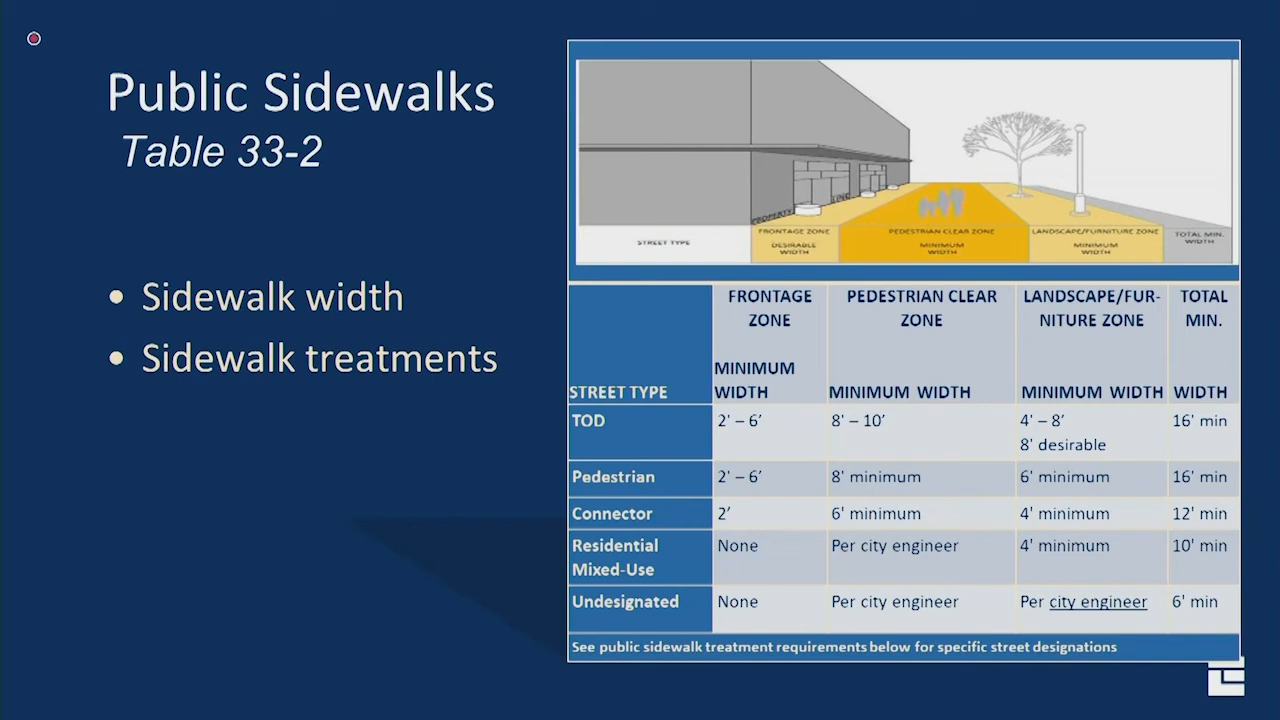 Public Sidewalks
Table 33-2
• Sidewalk width
• Sidewalk treatments
PROPERTY LINE
STREET TYPE
FRONTAGE ZONE
DESIRABLE
WIDTH
PEDESTRIAN CLEAR ZONE
MINIMUM
WIDTH
LANDSCAPE/FURNITURE ZONE
MINIMUM
WIDTH
TOTAL MIN.
WIDTH
STREET TYPE
FRONTAGE
ZONE
MINIMUM
WIDTH
PEDESTRIAN CLEAR
ZONE
MINIMUM WIDTH
LANDSCAPE/FUR-
NITURE ZONE
MINIMUM WIDTH
TOTAL
MIN.
WIDTH
TOD 2' – 6’ 8' – 10’ 4' – 8’ 16' min
8' desirable
Pedestrian 2' – 6’ 8' minimum 6' minimum 16' min
Connector 2’ 6' minimum 4' minimum 12' min
Residential None Per city engineer 4' minimum 10' min
Mixed-Use
Undesignated None Per city engineer Per city engineer 6' min
See public sidewalk treatment requirements below for specific street designations